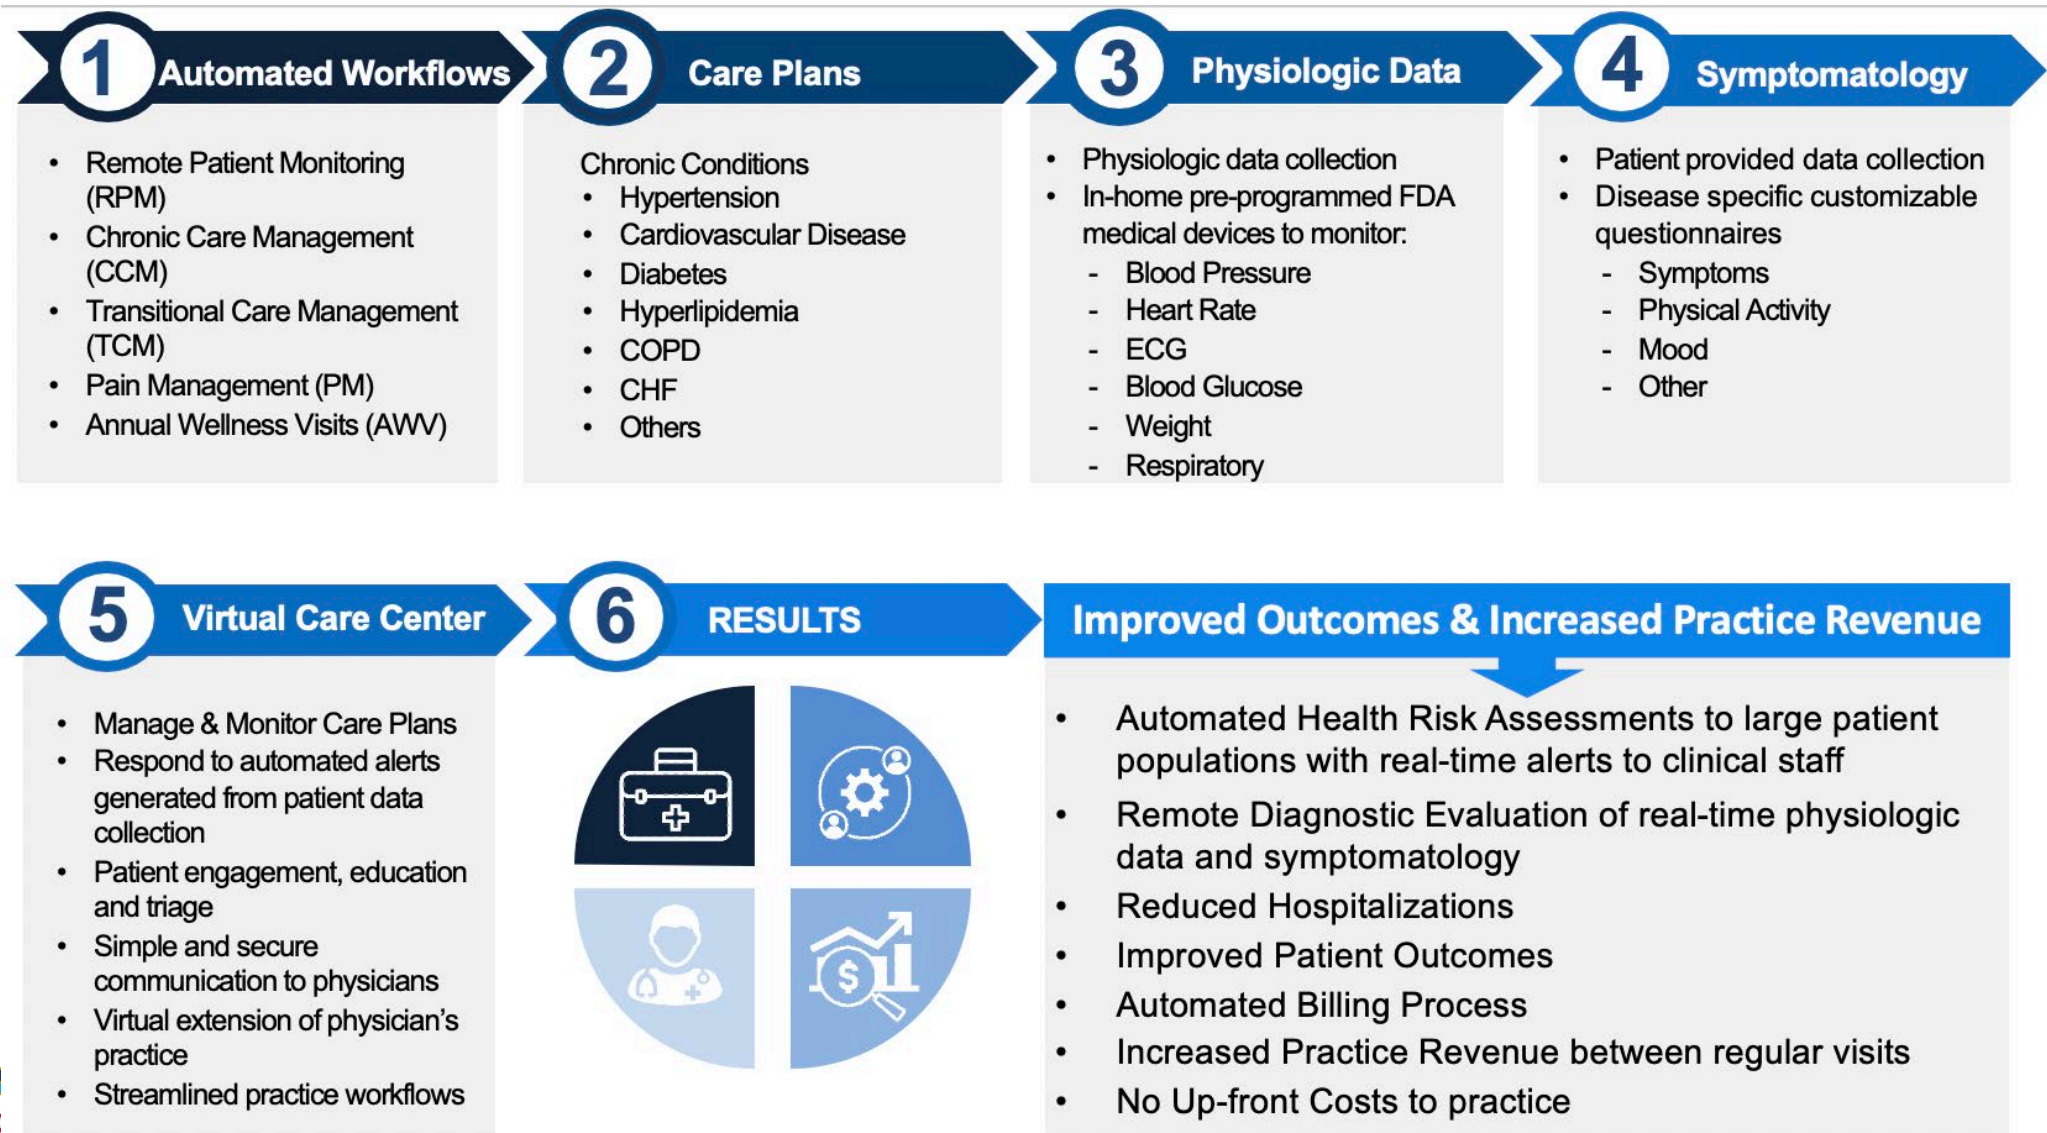 1 Automated Workflows
• Remote Patient Monitoring
(RPM)
• Chronic Care Management
(CCM)
• Transitional Care Management
(TCM)
• Pain Management (PM)
• Annual Wellness Visits (AWV)
2 Care Plans
Chronic Conditions
• Hypertension
• Cardiovascular Disease
• Diabetes
• Hyperlipidemia
• COPD
• CHF
• Others
3 Physiologic Data
• Physiologic data collection
• In-home pre-programmed FDA
medical devices to monitor:
- Blood Pressure
- Heart Rate
- ECG
- Blood Glucose
- Weight
- Respiratory
4 Symptomatology
• Patient provided data collection
• Disease specific customizable
questionnaires
- Symptoms
- Physical Activity
- Mood
- Other
5 Virtual Care Center
• Manage & Monitor Care Plans
• Respond to automated alerts
generated from patient data
collection
• Patient engagement, education
and triage
• Simple and secure
communication to physicians
• Virtual extension of physician’s
practice
• Streamlined practice workflows
6 RESULTS
$
Improved Outcomes & Increased Practice Revenue
• Automated Health Risk Assessments to large patient
populations with real-time alerts to clinical staff
• Remote Diagnostic Evaluation of real-time physiologic
data and symptomatology
• Reduced Hospitalizations
• Improved Patient Outcomes
• Automated Billing Process
• Increased Practice Revenue between regular visits
• No Up-front Costs to practice